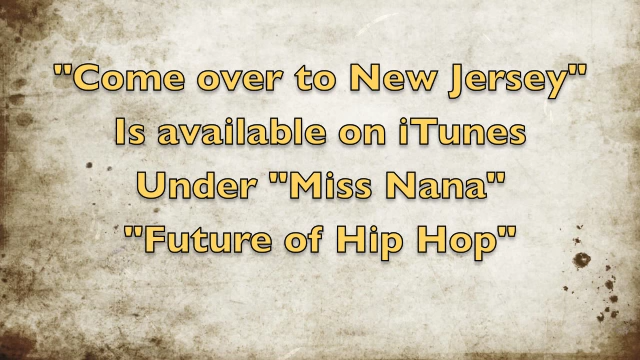 "Come over to New Jersey"
Is available on iTunes
Under "Miss Nana"
"Future of Hip Hop"